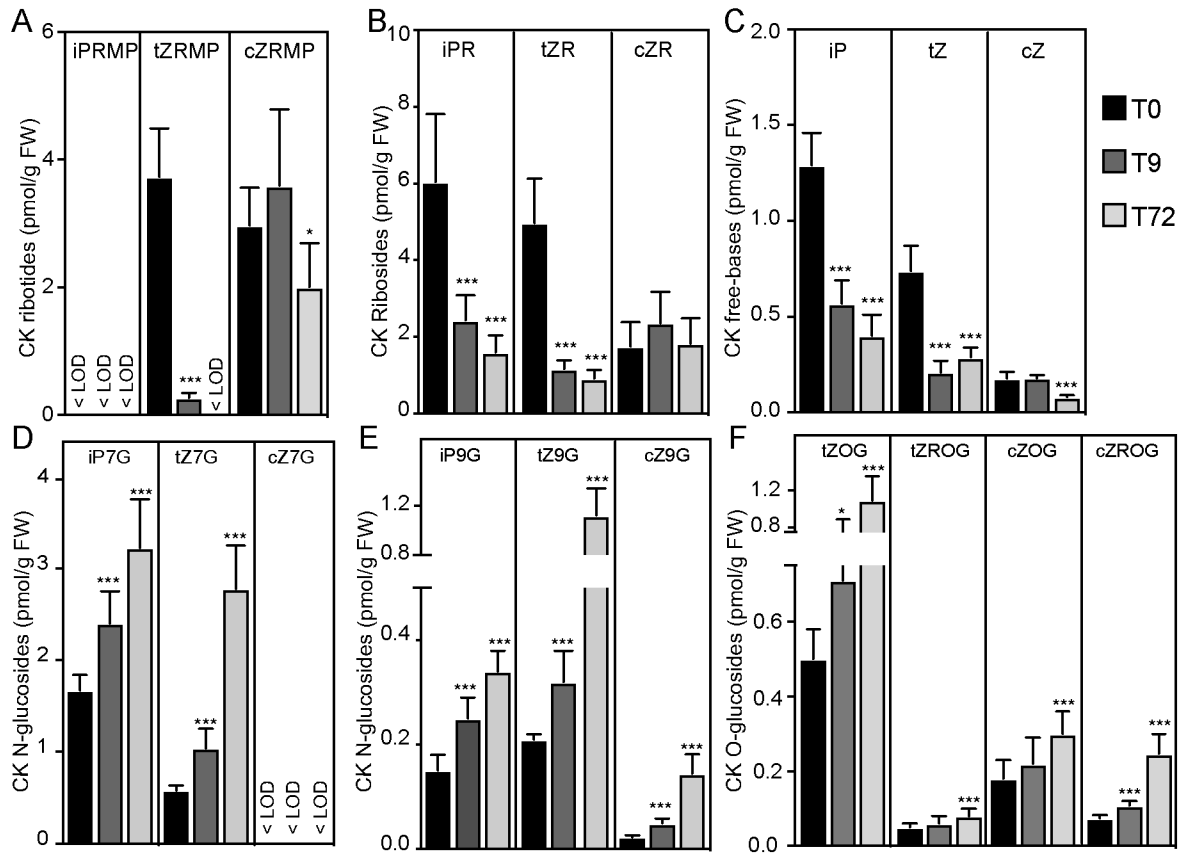 A
6
4
2
0
CK ribotides (pmol/g FW)
iPRMP tZRMP cZRMP
< LOD < LOD < LOD
***
< LOD
*
B
10
8
6
4
2
0
CK Ribosides (pmol/g FW)
iPR tZR cZR
*** ***
*** ***
C
2.0
1.5
1.0
0.5
0.0
CK free-bases (pmol/g FW)
iP tZ cZ
*** ***
*** ***
***
T0
T9
T72
D
4
3
2
1
0
CK N-glucosides (pmol/g FW)
iP7G tZ7G cZ7G
*** ***
*** ***
< LOD < LOD < LOD
E
1.2
0.8
0.4
0.2
0.0
CK N-glucosides (pmol/g FW)
iP9G tZ9G cZ9G
*** ***
*** ***
*** ***
F
1.2
0.8
0.6
0.4
0.2
0.0
CK O-glucosides (pmol/g FW)
tZOG tZROG cZOG cZROG
* ***
***
***
*** ***